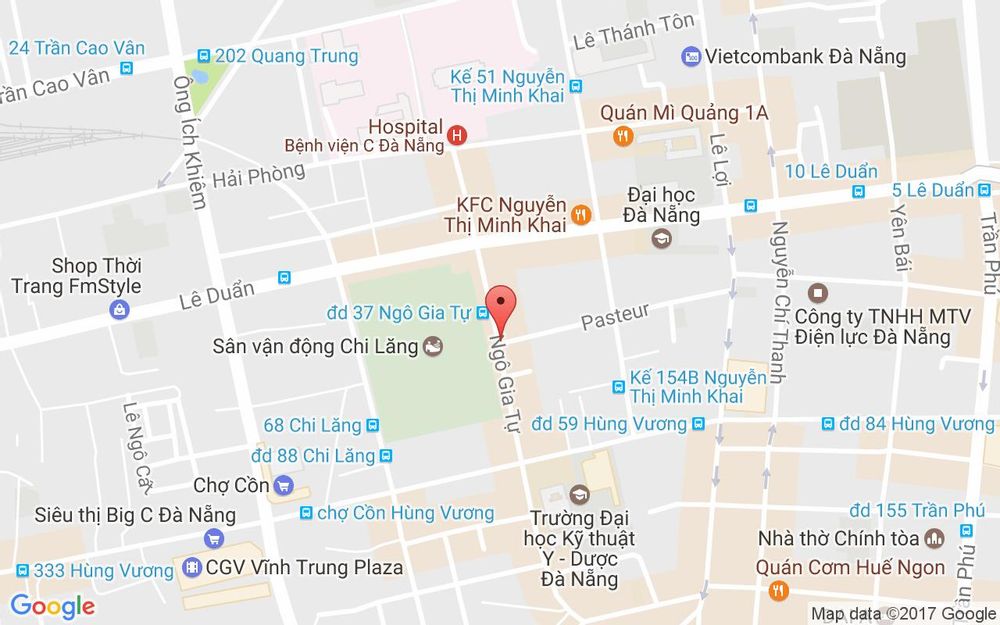 Lê Thánh Tôn
24 Trần Cao Vân
202 Quang Trung
Vietcombank Đà Nẵng
Trần Cao Vân
Kế 51 Nguyễn
Thị Minh Khai
Ông Ích Khiêm
Quán Mì Quảng 1A
Hospital
Bệnh viện C Đà Nẵng
Hải Phòng
Lê Lợi
10 Lê Duẩn
5 Lê Duẩn
Đại học
Đà Nẵng
KFC Nguyễn
Thị Minh Khai
Yên Bái
Trần Phú
Nguyễn Chí Thanh
Shop Thời
Trang FmStyle
Lê Duẩn
đd 37 Ngô Gia Tự
Pasteur
Công ty TNHH MTV
Điện lực Đà Nẵng
Sân vận động Chi Lăng
Ngô Gia Tự
Kế 154B Nguyễn
Thị Minh Khai
Lê Ngô Cát
68 Chi Lăng
đd 59 Hùng Vương
đd 84 Hùng Vương
đd 88 Chi Lăng
Chợ Cồn
Siêu thị Big C Đà Nẵng
chợ Cồn Hùng Vương
Trường Đại
học Kỹ thuật
Y - Dược
Đà Nẵng
đd 155 Trần Phú
Nhà thờ Chính tòa
333 Hùng Vương
CGV Vĩnh Trung Plaza
Quán Cơm Huế Ngon
Trần Phú
Google
Map data ©2017 Google